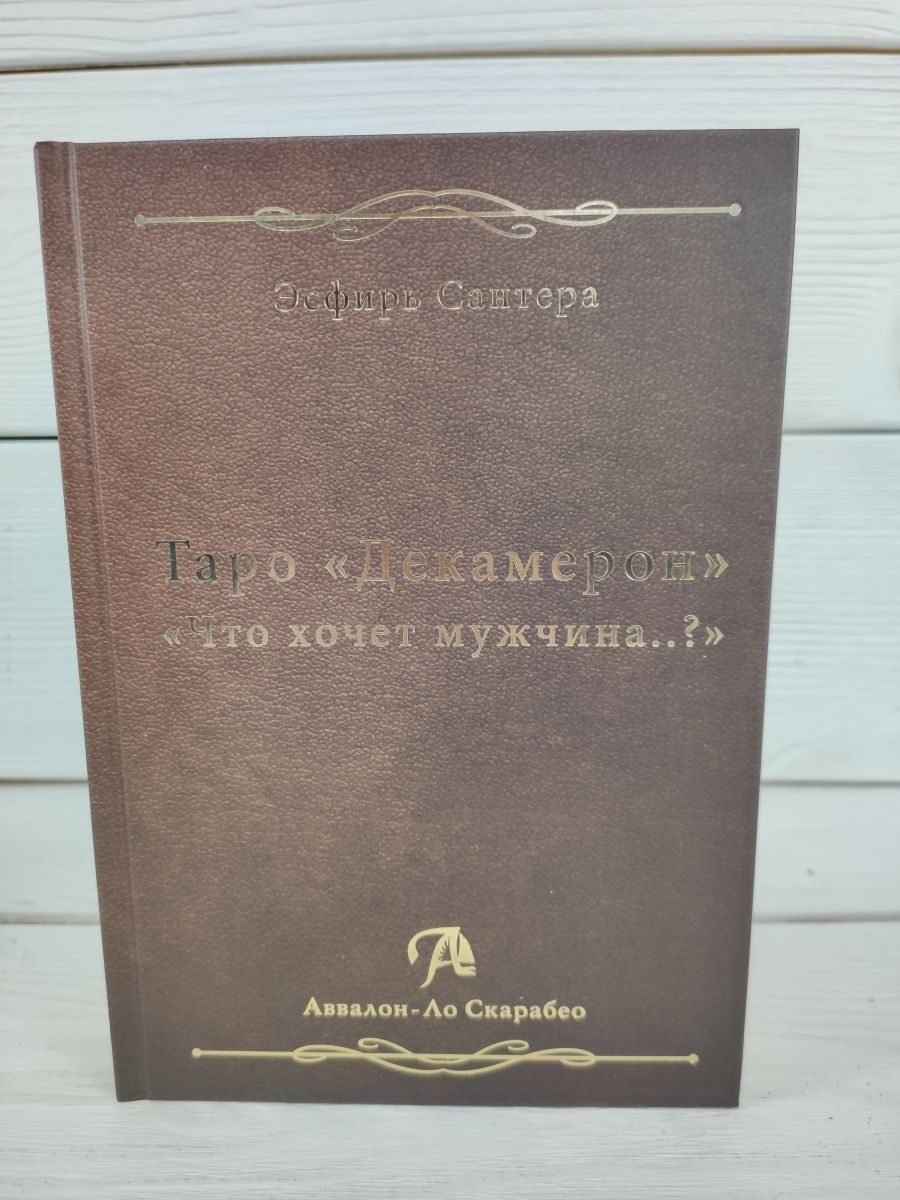 Эсфирь Сантера
Таро «Декамерон»
«Что хочет мужчина..?»
А
Аввалон-Ло Скарабео